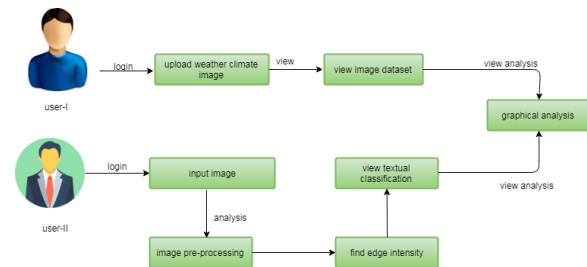 login
upload weather climate
image
view
view image dataset
view analysis
user-I
graphical analysis
login
input image
view textual
classification
view analysis
analysis
user-II
image pre-processing
find edge intensity